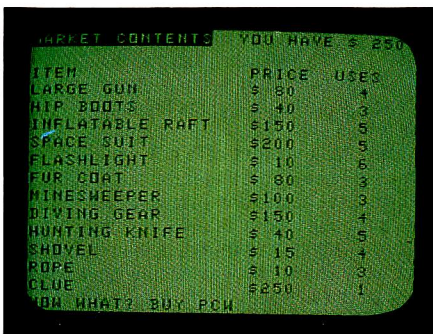 MARKET CONTENTS YOU HAVE $ 250
ITEM PRICE USES
LARGE GUN $ 80 4
HIP BOOTS $ 40 3
INFLATABLE RAFT $150 5
SPACE SUIT $200 5
FLASHLIGHT $ 10 6
FUR COAT $ 80 3
MINESWEEPER $100 3
DIVING GEAR $150 4
HUNTING KNIFE $ 40 5
SHOVEL $ 15 4
ROPE $ 10 3
CLUE $250 1
NOW WHAT? BUY PCW